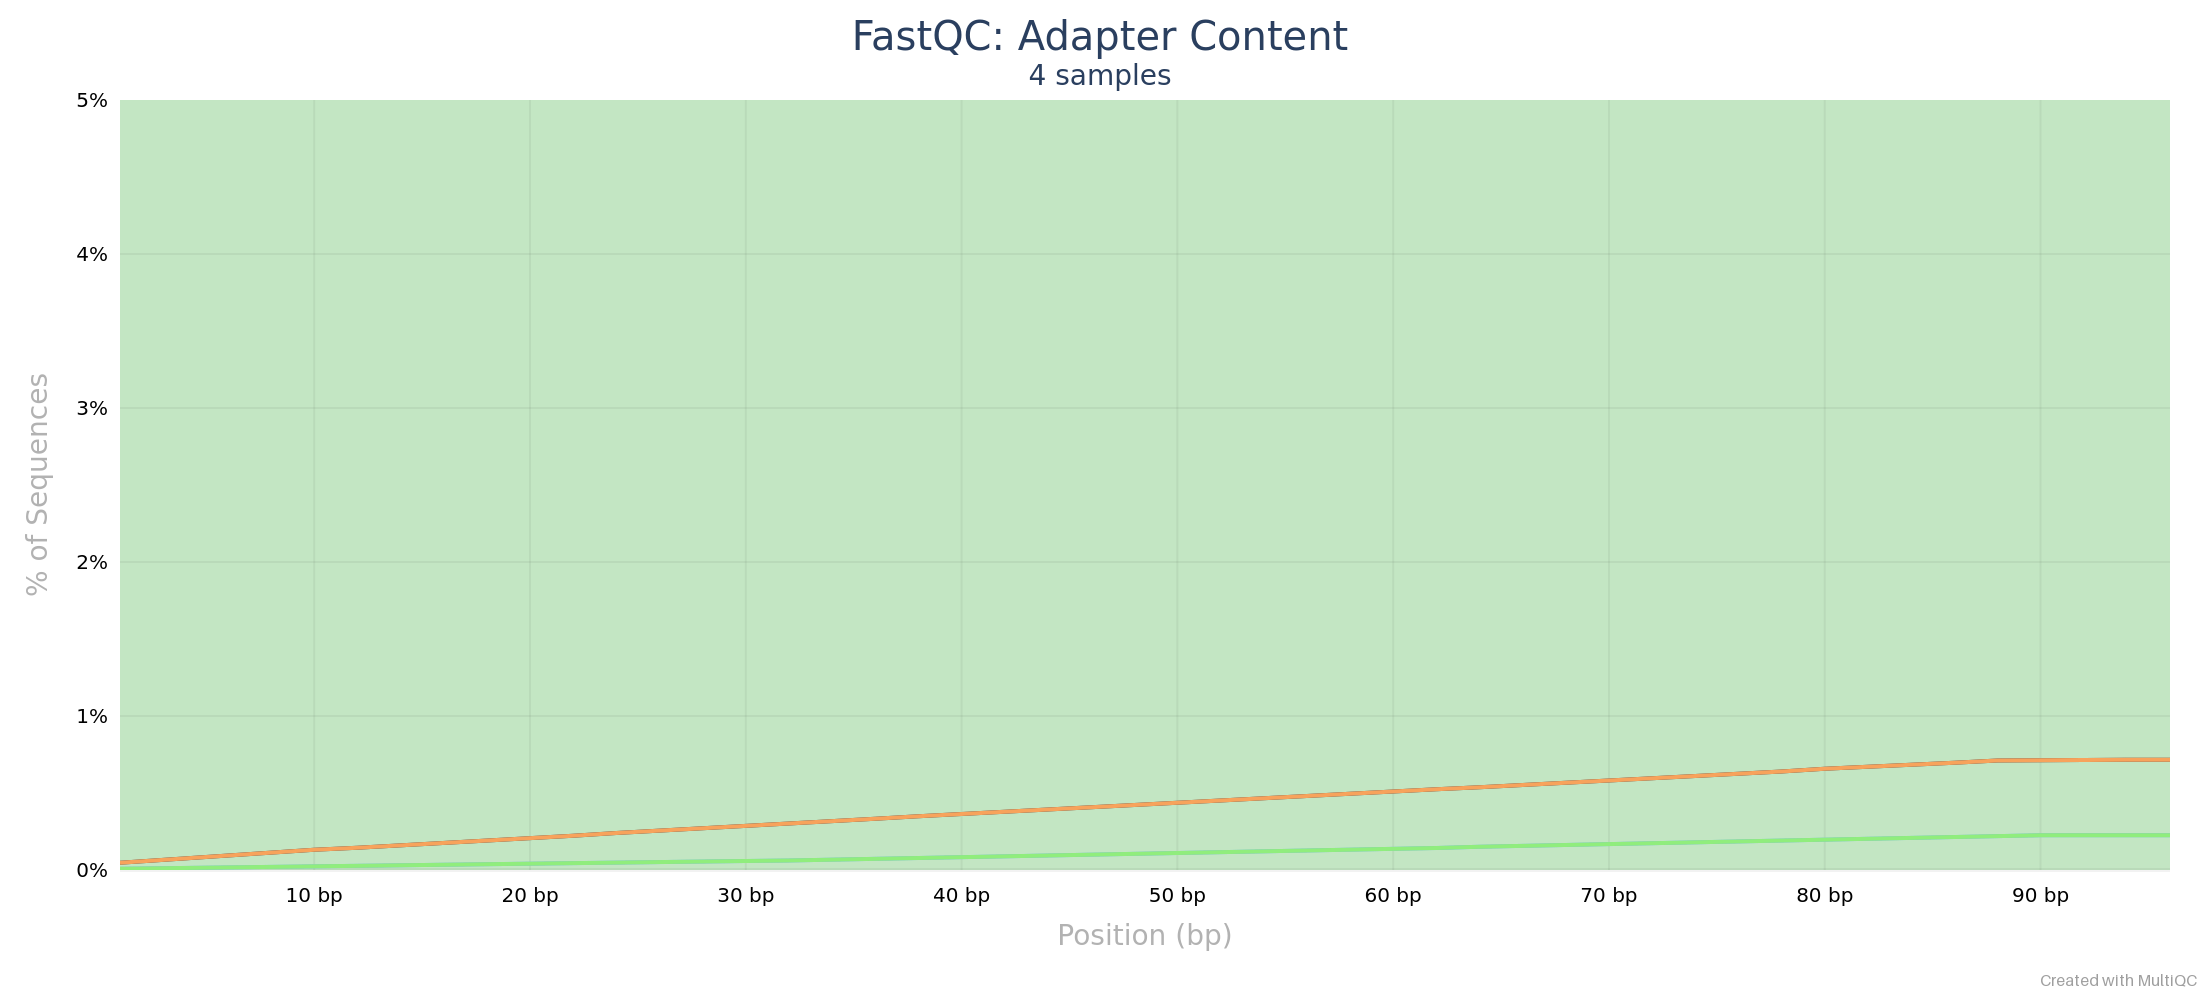 FastQC: Adapter Content
4 samples
5%
4%
3%
2%
1%
0%
% of Sequences
10 bp 20 bp 30 bp 40 bp 50 bp 60 bp 70 bp 80 bp 90 bp
Position (bp)
Created with MultiQC